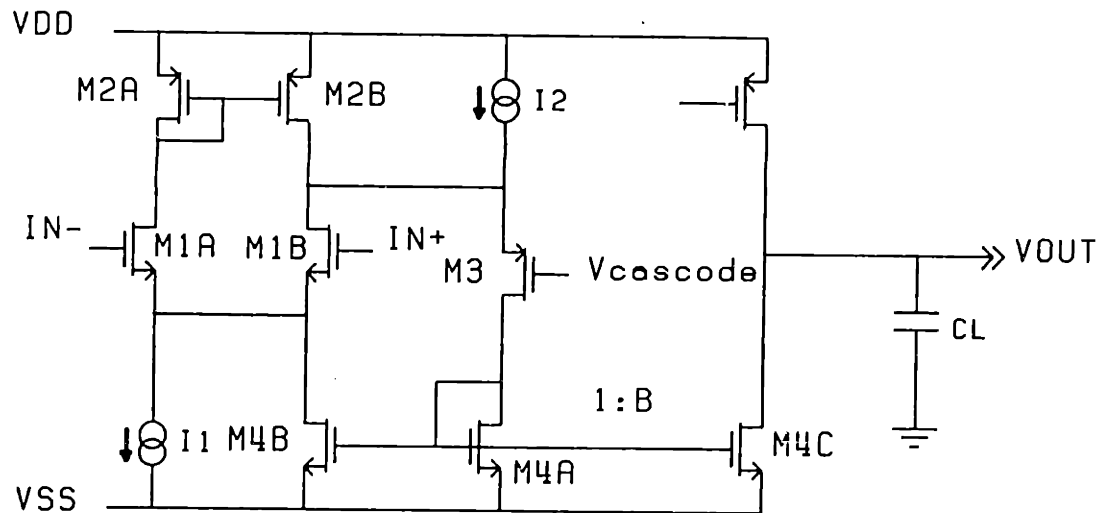 VDD
M2A
M2B
I2
IN-
M1A
M1B
IN+
M3
Vcascode
VOUT
CL
1:B
I1
M4B
M4A
M4C
VSS